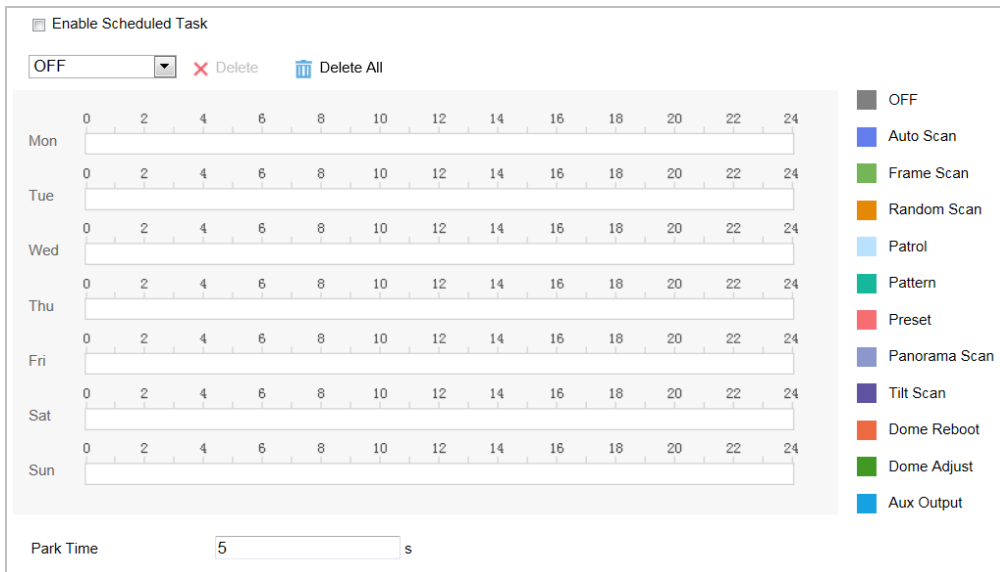 Enable Scheduled Task
OFF Delete Delete All
0 2 4 6 8 10 12 14 16 18 20 22 24
Mon
0 2 4 6 8 10 12 14 16 18 20 22 24
Tue
0 2 4 6 8 10 12 14 16 18 20 22 24
Wed
0 2 4 6 8 10 12 14 16 18 20 22 24
Thu
0 2 4 6 8 10 12 14 16 18 20 22 24
Fri
0 2 4 6 8 10 12 14 16 18 20 22 24
Sat
0 2 4 6 8 10 12 14 16 18 20 22 24
Sun
OFF
Auto Scan
Frame Scan
Random Scan
Patrol
Pattern
Preset
Panorama Scan
Tilt Scan
Dome Reboot
Dome Adjust
Aux Output
Park Time 5 s